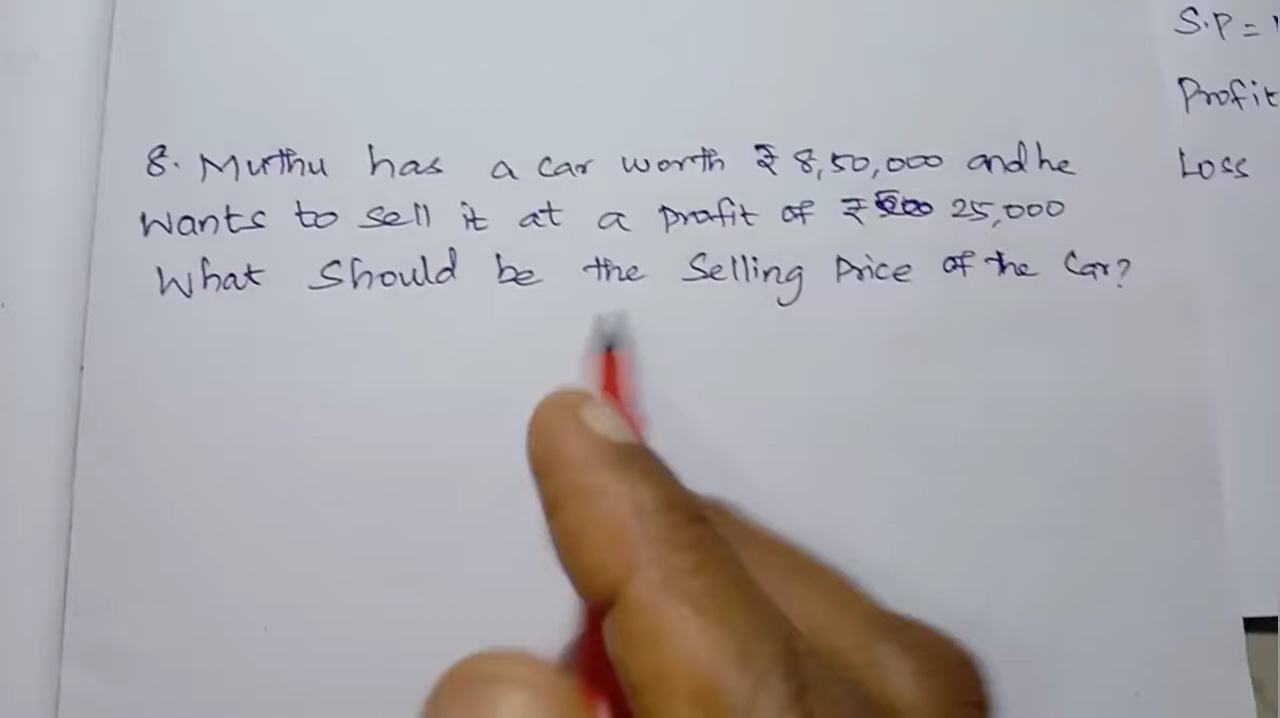 8. Muthu has a car worth ₹ 8,50,000 and he
wants to sell it at a profit of ₹ 25,000
What should be the Selling Price of the Car?
S.P =
Profit
Loss